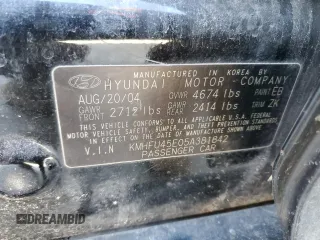 MANUFACTURED IN KOREA BY
HYUNDAI MOTOR COMPANY
AUG/20/04 GVWR 4674 lbs PAINT EB
GAWR FRONT 2712 lbs GAWR REAR 2414 lbs TRIM ZK
THIS VEHICLE CONFORMS TO ALL APPLICABLE U.S. FEDERAL
MOTOR VEHICLE SAFETY, BUMPER, AND THEFT PREVENTION
STANDARDS IN EFFECT ON THE DATE OF MANUFACTURE
SHOWN ABOVE.
V.I.N KMHFU45E05A381842
PASSENGER CAR
DREAMBID